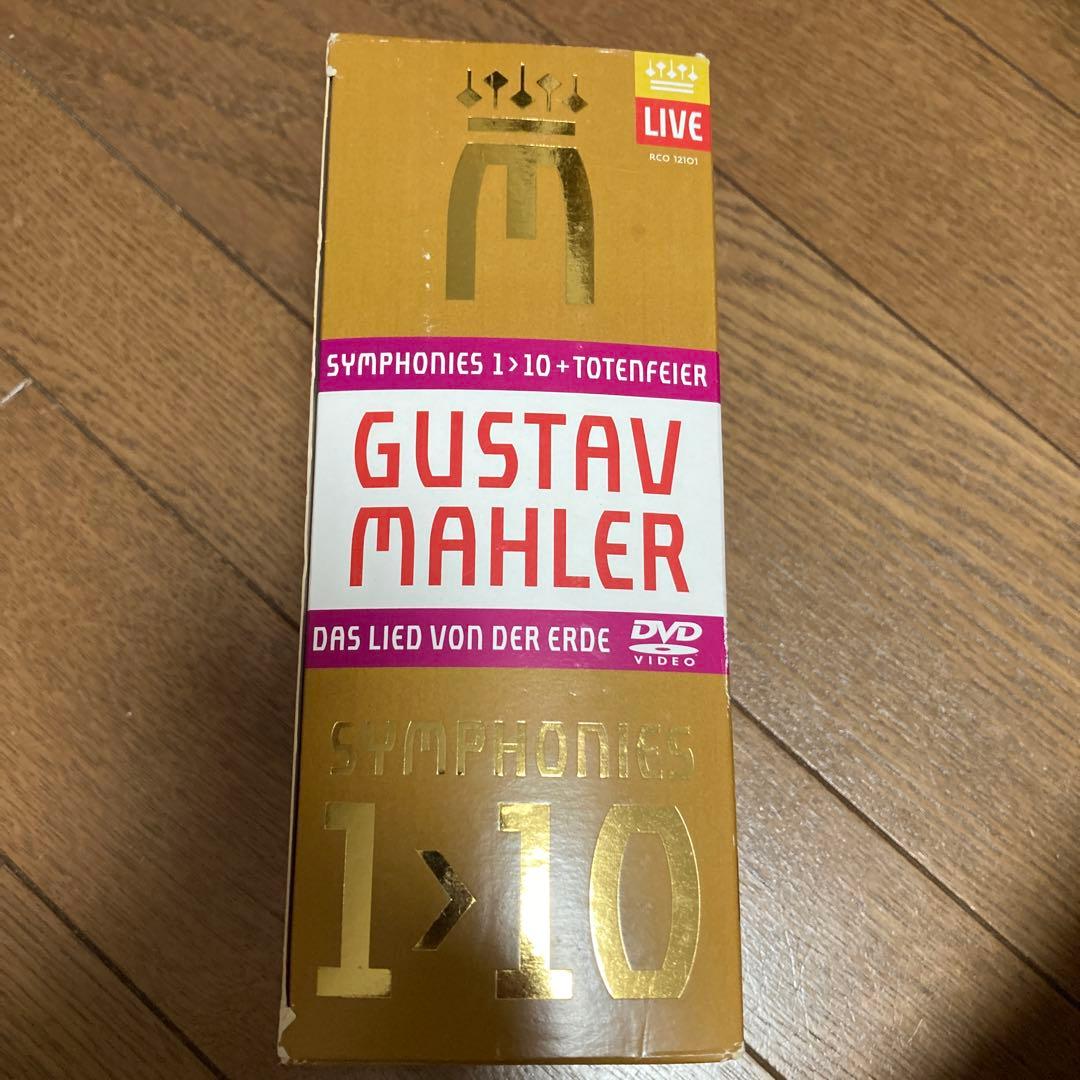 LIVE
RCO 12101
M
SYMPHONIES 1>10+TOTENFEIER
GUSTAV
MAHLER
DAS LIED VON DER ERDE DVD
VIDEO
SYMPHONIES
1>10